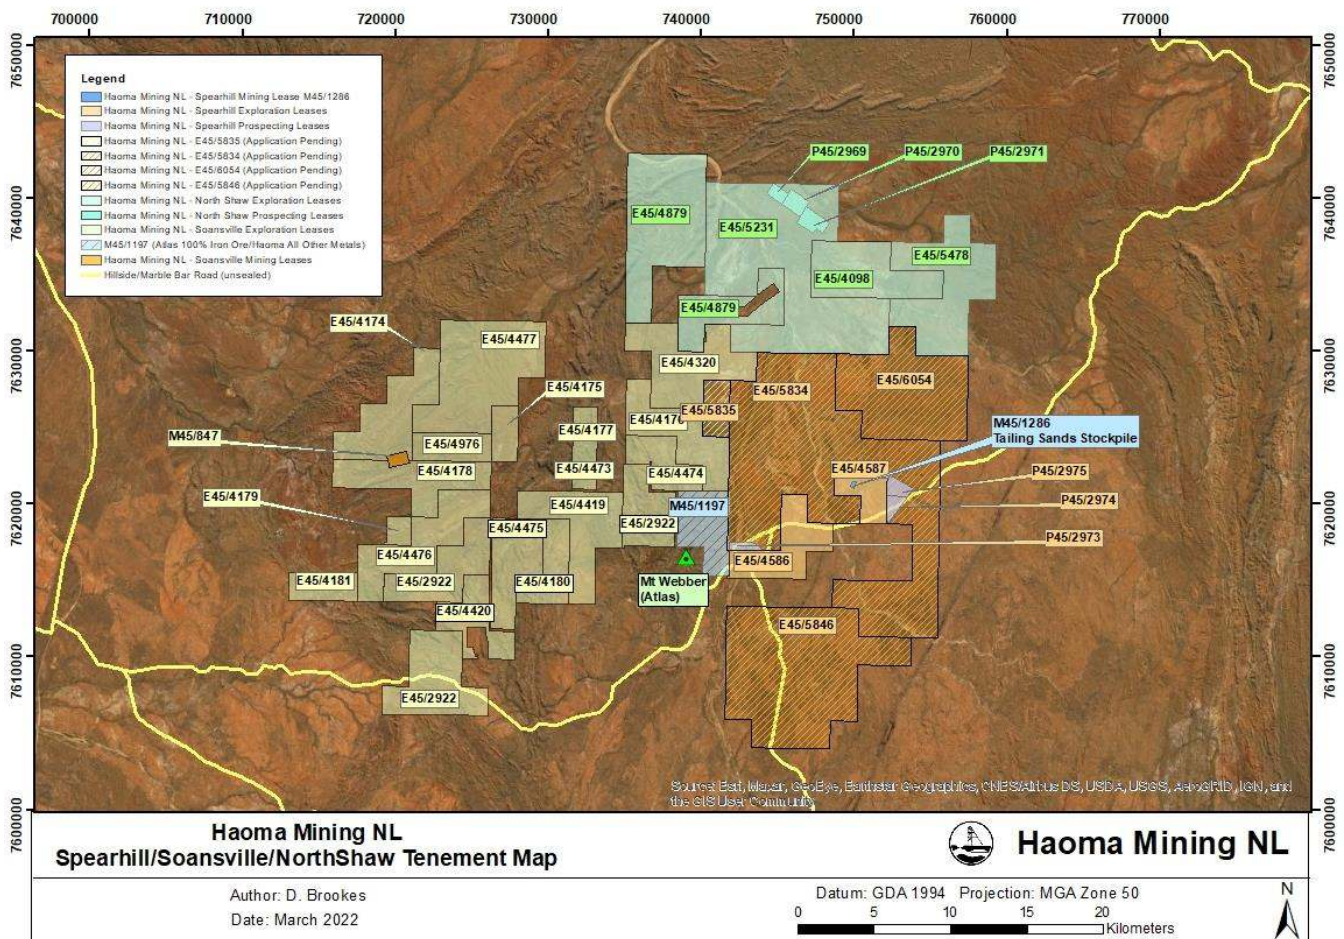 700000 710000 720000 730000 740000 750000 760000 770000
7650000
7640000
7630000
7620000
7610000
7600000
7650000
7640000
7630000
7620000
7610000
7600000
Legend
Haoma Mining NL - Spearhill Mining Lease M45/1286
Haoma Mining NL - Spearhill Exploration Leases
Haoma Mining NL - Spearhill Prospecting Leases
Haoma Mining NL - E45/5835 (Application Pending)
Haoma Mining NL - E45/5834 (Application Pending)
Haoma Mining NL - E45/6054 (Application Pending)
Haoma Mining NL - E45/5846 (Application Pending)
Haoma Mining NL - North Shaw Exploration Leases
Haoma Mining NL - North Shaw Prospecting Leases
Haoma Mining NL - Soansville Exploration Leases
M45/1197 (Atlas 100% Iron Ore/Haoma All Other Metals)
Haoma Mining NL - Soansville Mining Leases
Hillside/Marble Bar Road (unsealed)
P45/2969
P45/2970
P45/2971
E45/4879
E45/5231
E45/5478
E45/4098
E45/4879
E45/4174
E45/4477
E45/4320
E45/4175
E45/5834
E45/6054
E45/5835
E45/4176
E45/4177
M45/847
E45/4976
M45/1286
Tailing Sands Stockpile
E45/4178
E45/4473
E45/4474
E45/4587
P45/2975
E45/4179
E45/4419
M45/1197
P45/2974
E45/4475
E45/2922
P45/2973
E45/4476
E45/4586
E45/4181
E45/2922
E45/4180
Mt Webber
(Atlas)
E45/4420
E45/5846
E45/2922
Source: Esri, Maxar, GeoEye, Earthstar Geographics, CNES/Airbus DS, USDA, USGS, AeroGRID, IGN, and
the GIS User Community
Haoma Mining NL
Spearhill/Soansville/NorthShaw Tenement Map
Haoma Mining NL
Author: D. Brookes
Date: March 2022
Datum: GDA 1994 Projection: MGA Zone 50
0 5 10 15 20
Kilometers
N